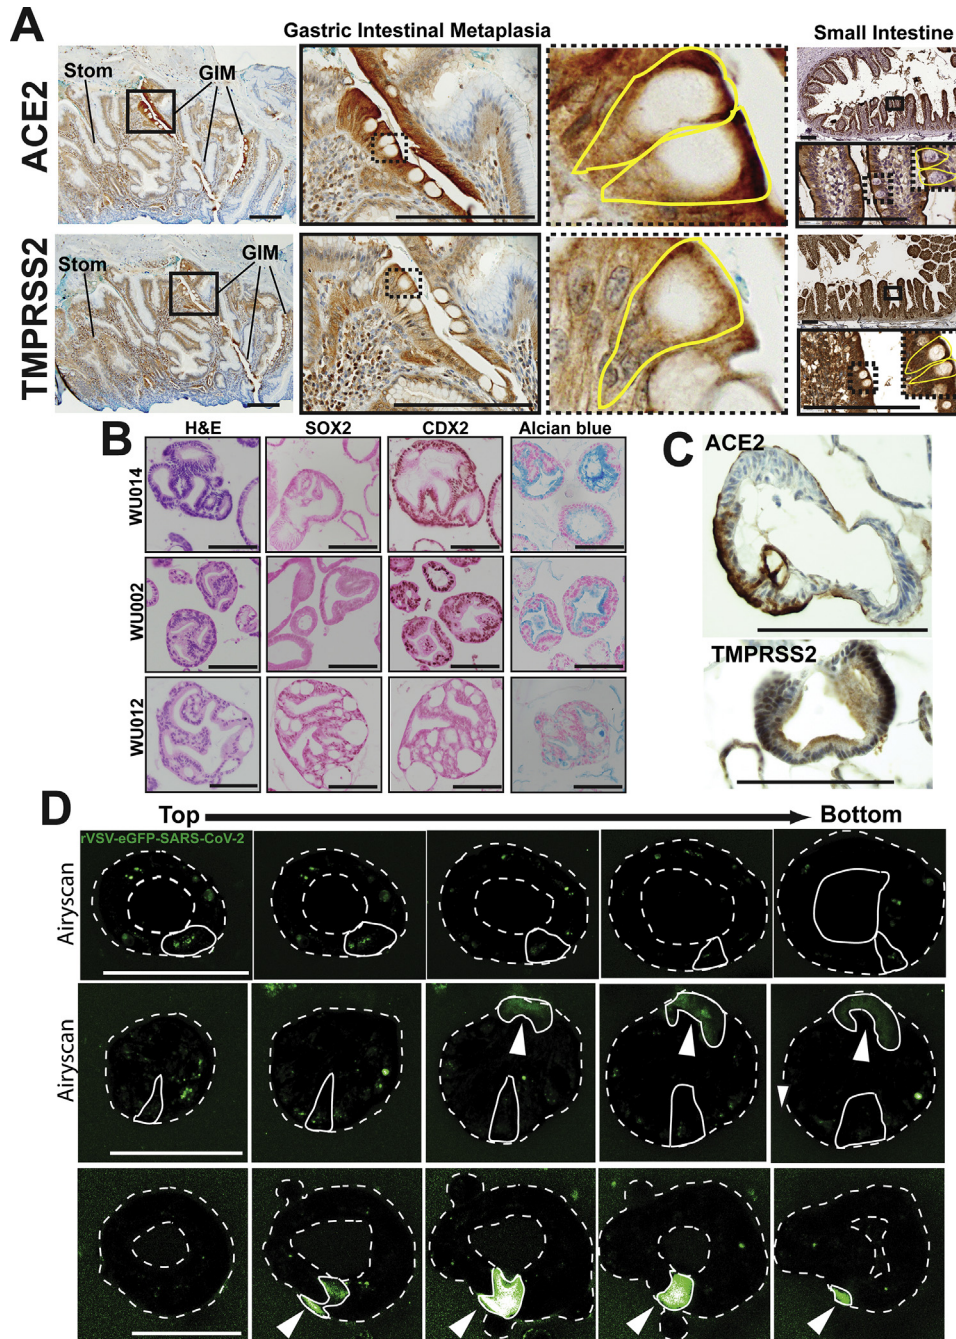 A
Gastric Intestinal Metaplasia
Small Intestine
ACE2
Stom
GIM
TMPRSS2
Stom
GIM
B
H&E
SOX2
CDX2
Alcian blue
WU014
WU002
WU012
C
ACE2
TMPRSS2
D
Top
Bottom
rVSV-eGFP-SARS-CoV-2
Airyscan
Airyscan